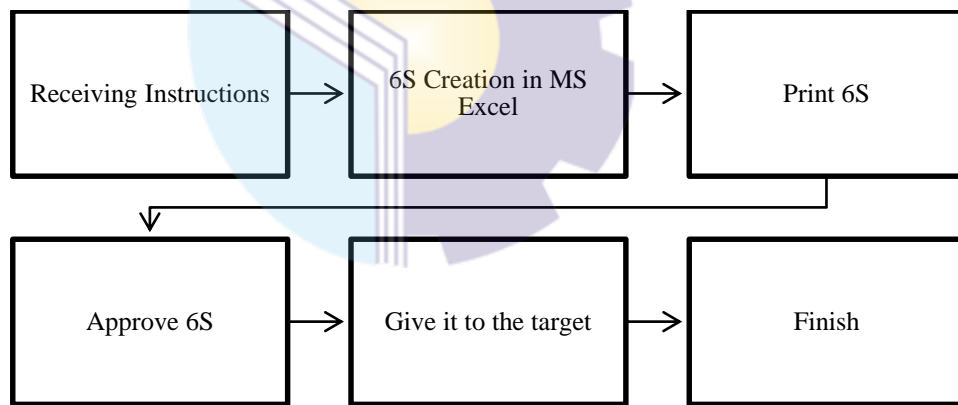 Receiving Instructions
6S Creation in MS
Excel
Print 6S
Approve 6S
Give it to the target
Finish